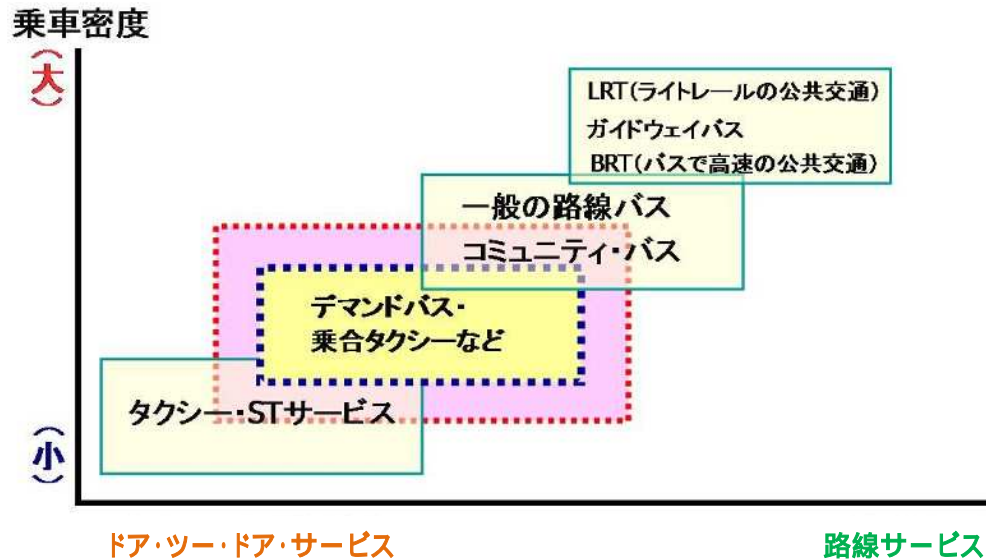 乗車密度
(大)
LRT(ライトレールの公共交通)
ガイドウェイバス
BRT(バスで高速の公共交通)
一般の路線バス
コミュニティ・バス
デマンドバス・
乗合タクシーなど
タクシー・STサービス
(小)
ドア・ツー・ドア・サービス
路線サービス